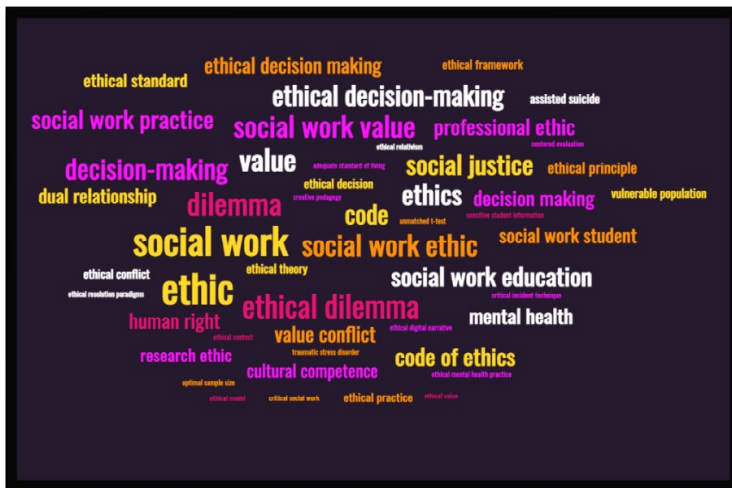 ethical decision making
ethical framework
ethical standard
ethical decision-making
assisted suicide
social work practice
social work value
professional ethic
ethical relativism
centered evaluation
decision-making
value
adequate standard of living
social justice
ethical principle
dual relationship
ethical decision
creative pedagogy
dilemma
code
ethics
decision making
vulnerable population
unmatched t-test
sensitive student information
social work
social work ethic
social work student
ethical conflict
ethical theory
social work education
ethical resolution paradigms
ethic
ethical dilemma
critical incident technique
human right
mental health
ethical context
value conflict
ethical digital narrative
research ethic
traumatic stress disorder
code of ethics
cultural competence
ethical mental health practice
optimal sample size
ethical model
critical social work
ethical practice
ethical value